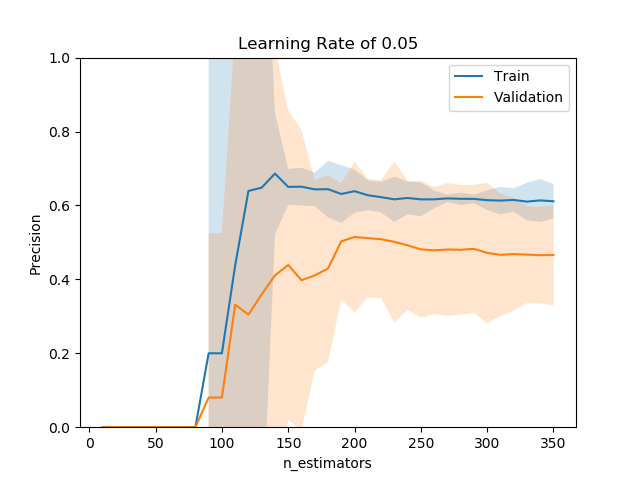 Learning Rate of 0.05
Train
Validation
Precision
1.0
0.8
0.6
0.4
0.2
0.0
0 50 100 150 200 250 300 350
n_estimators